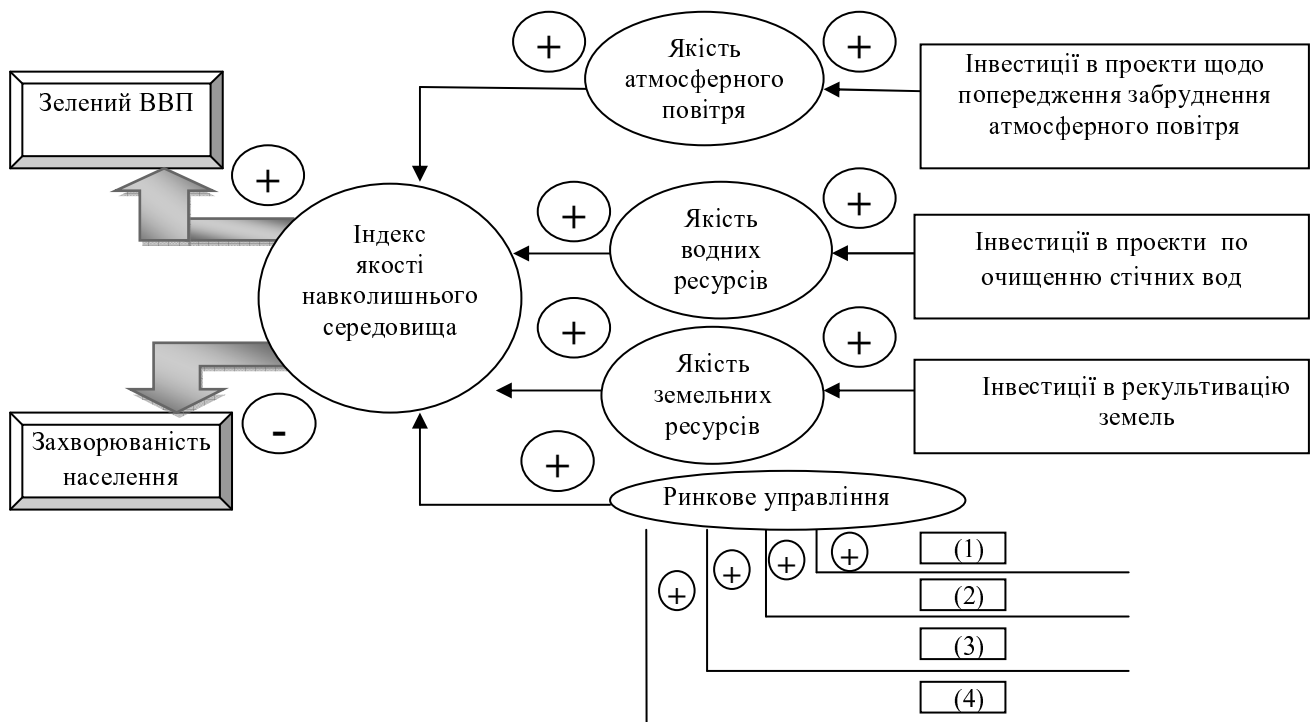 Зелений ВВП
+
Захворюваність
населення
-
Індекс
якості
навколишнього
середовища
+
Якість
атмосферного
повітря
+
Інвестиції в проекти щодо
попередження забруднення
атмосферного повітря
+
Якість
водних
ресурсів
+
Інвестиції в проекти по
очищенню стічних вод
+
Якість
земельних
ресурсів
+
Інвестиції в рекультивацію
земель
+
Ринкове управління
+
+
+
+
(1)
(2)
(3)
(4)